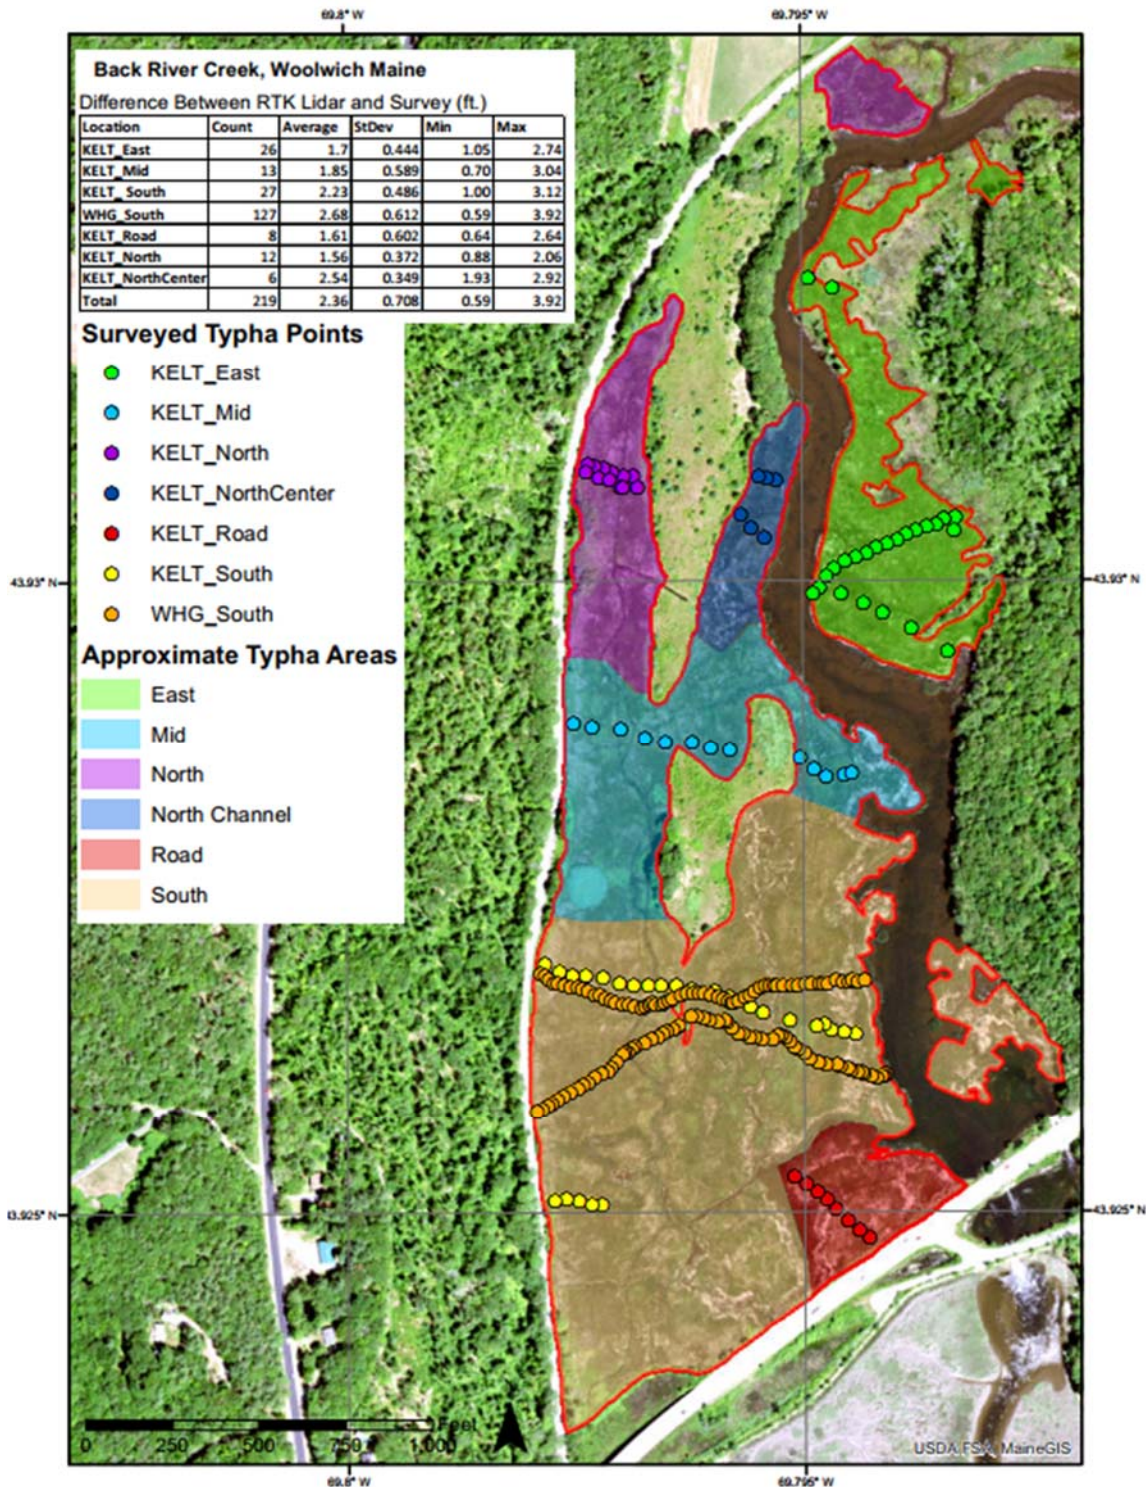 69.8° W 69.795° W
Back River Creek, Woolwich Maine
Difference Between RTK Lidar and Survey (ft.)
Location Count Average StDev Min Max
KELT_East 26 1.7 0.444 1.05 2.74
KELT_Mid 13 1.85 0.589 0.70 3.04
KELT_ South 27 2.23 0.486 1.00 3.12
WHG_South 127 2.68 0.612 0.59 3.92
KELT_Road 8 1.61 0.602 0.64 2.64
KELT_North 12 1.56 0.372 0.88 2.06
KELT_NorthCenter 6 2.54 0.349 1.93 2.92
Total 219 2.36 0.708 0.59 3.92
Surveyed Typha Points
KELT_East
KELT_Mid
KELT_North
KELT_NorthCenter
KELT_Road
KELT_South
WHG_South
43.93° N 43.93° N
Approximate Typha Areas
East
Mid
North
North Channel
Road
South
43.925° N 43.925° N
Feet
0 250 500 750 1,000
USDA FSA, MaineGIS
69.8° W 69.795° W